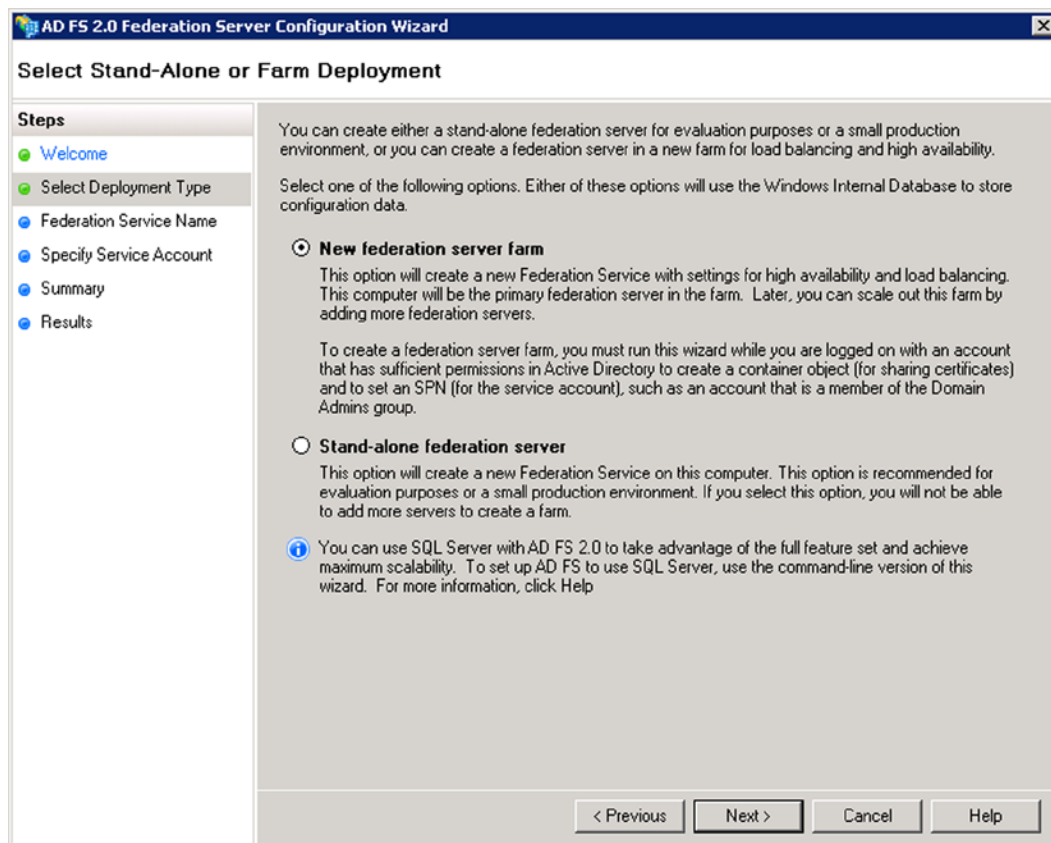 AD FS 2.0 Federation Server Configuration Wizard
Select Stand-Alone or Farm Deployment
Steps
Welcome
Select Deployment Type
Federation Service Name
Specify Service Account
Summary
Results
You can create either a stand-alone federation server for evaluation purposes or a small production
environment, or you can create a federation server in a new farm for load balancing and high availability.
Select one of the following options. Either of these options will use the Windows Internal Database to store
configuration data.
New federation server farm
This option will create a new Federation Service with settings for high availability and load balancing.
This computer will be the primary federation server in the farm. Later, you can scale out this farm by
adding more federation servers.
To create a federation server farm, you must run this wizard while you are logged on with an account
that has sufficient permissions in Active Directory to create a container object (for sharing certificates)
and to set an SPN (for the service account), such as an account that is a member of the Domain
Admins group.
Stand-alone federation server
This option will create a new Federation Service on this computer. This option is recommended for
evaluation purposes or a small production environment. If you select this option, you will not be able
to add more servers to create a farm.
You can use SQL Server with AD FS 2.0 to take advantage of the full feature set and achieve
maximum scalability. To set up AD FS to use SQL Server, use the command-line version of this
wizard. For more information, click Help
< Previous
Next >
Cancel
Help